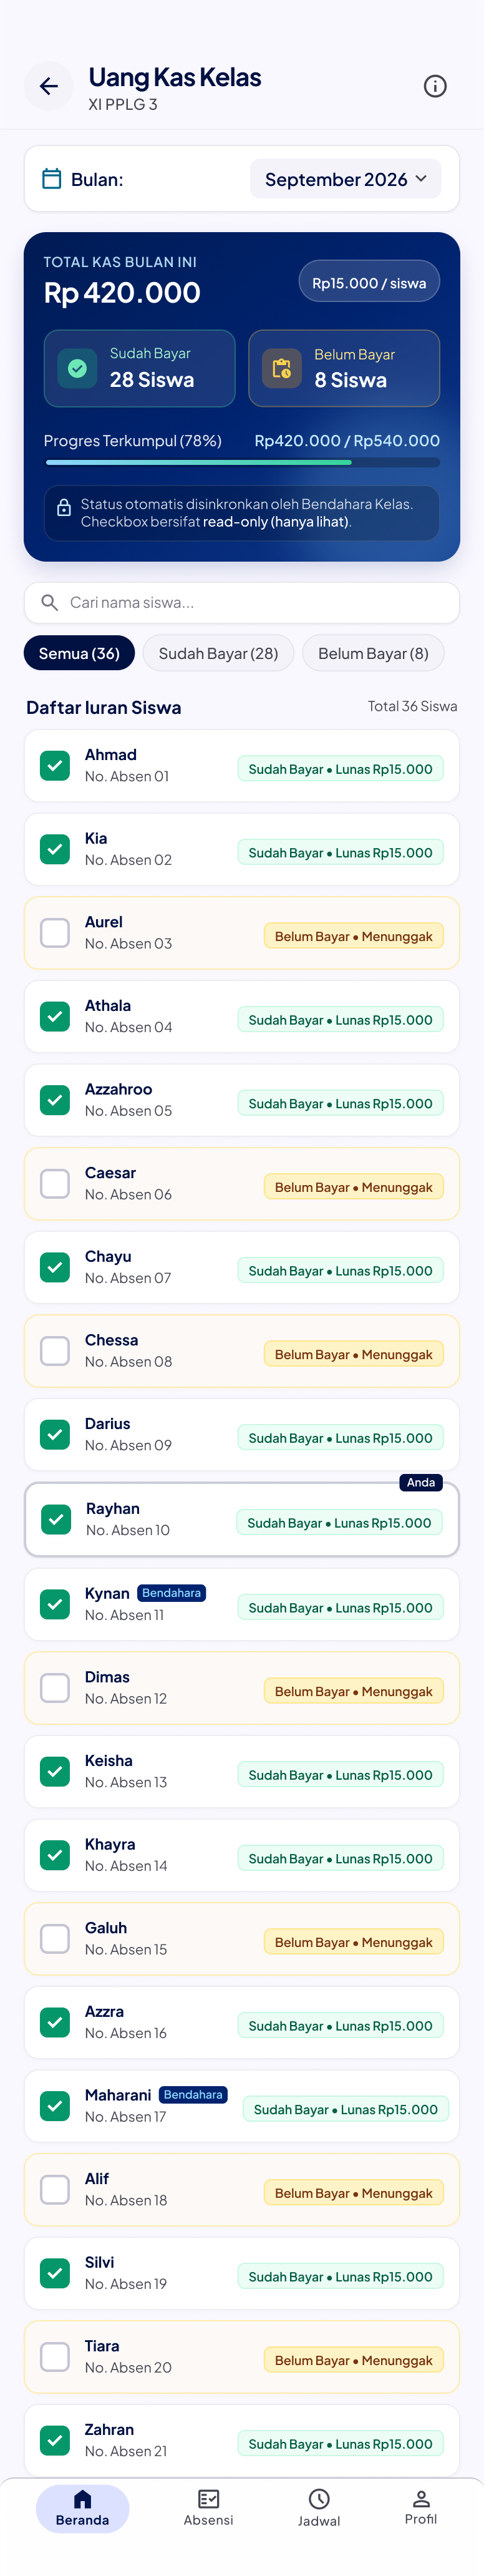 Uang Kas Kelas
XI PPLG 3
Bulan:
September 2026
TOTAL KAS BULAN INI
Rp 420.000
Rp15.000 / siswa
Sudah Bayar
28 Siswa
Belum Bayar
8 Siswa
Progres Terkumpul (78%)
Rp420.000 / Rp540.000
Status otomatis disinkronkan oleh Bendahara Kelas.
Checkbox bersifat read-only (hanya lihat).
Cari nama siswa...
Semua (36)
Sudah Bayar (28)
Belum Bayar (8)
Daftar Iuran Siswa
Total 36 Siswa
Ahmad
No. Absen 01
Sudah Bayar • Lunas Rp15.000
Kia
No. Absen 02
Sudah Bayar • Lunas Rp15.000
Aurel
No. Absen 03
Belum Bayar • Menunggak
Athala
No. Absen 04
Sudah Bayar • Lunas Rp15.000
Azzahroo
No. Absen 05
Sudah Bayar • Lunas Rp15.000
Caesar
No. Absen 06
Belum Bayar • Menunggak
Chayu
No. Absen 07
Sudah Bayar • Lunas Rp15.000
Chessa
No. Absen 08
Belum Bayar • Menunggak
Darius
No. Absen 09
Sudah Bayar • Lunas Rp15.000
Anda
Rayhan
No. Absen 10
Sudah Bayar • Lunas Rp15.000
Kynan Bendahara
No. Absen 11
Sudah Bayar • Lunas Rp15.000
Dimas
No. Absen 12
Belum Bayar • Menunggak
Keisha
No. Absen 13
Sudah Bayar • Lunas Rp15.000
Khayra
No. Absen 14
Sudah Bayar • Lunas Rp15.000
Galuh
No. Absen 15
Belum Bayar • Menunggak
Azzra
No. Absen 16
Sudah Bayar • Lunas Rp15.000
Maharani Bendahara
No. Absen 17
Sudah Bayar • Lunas Rp15.000
Alif
No. Absen 18
Belum Bayar • Menunggak
Silvi
No. Absen 19
Sudah Bayar • Lunas Rp15.000
Tiara
No. Absen 20
Belum Bayar • Menunggak
Zahran
No. Absen 21
Sudah Bayar • Lunas Rp15.000
Beranda
Absensi
Jadwal
Profil